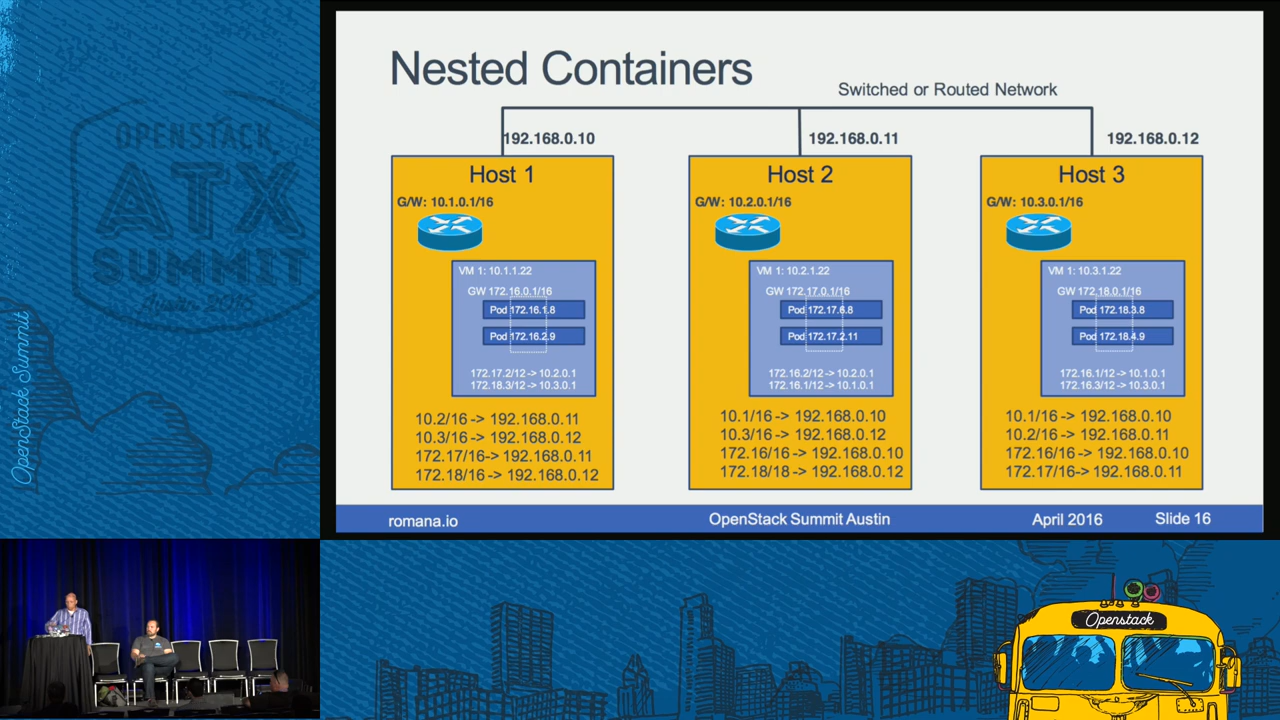 OPENSTACK
ATX
SUMMIT
Austin 2016
OpenStack Summit
Nested Containers
Switched or Routed Network
192.168.0.10
192.168.0.11
192.168.0.12
Host 1
G/W: 10.1.0.1/16
VM 1: 10.1.1.22
GW 172.16.0.1/16
Pod 172.16.1.8
Pod 172.16.2.9
172.17.2/12 -> 10.2.0.1
172.18.3/12 -> 10.3.0.1
10.2/16 -> 192.168.0.11
10.3/16 -> 192.168.0.12
172.17/16-> 192.168.0.11
172.18/16-> 192.168.0.12
Host 2
G/W: 10.2.0.1/16
VM 1: 10.2.1.22
GW 172.17.0.1/16
Pod 172.17.6.8
Pod 172.17.2.11
172.16.2/12 -> 10.2.0.1
172.16.1/12 -> 10.1.0.1
10.1/16 -> 192.168.0.10
10.3/16 -> 192.168.0.12
172.16/16 -> 192.168.0.10
172.18/18 -> 192.168.0.12
Host 3
G/W: 10.3.0.1/16
VM 1: 10.3.1.22
GW 172.18.0.1/16
Pod 172.18.3.8
Pod 172.18.4.9
172.16.1/12 -> 10.1.0.1
172.16.3/12 -> 10.3.0.1
10.1/16 -> 192.168.0.10
10.2/16 -> 192.168.0.11
172.16/16-> 192.168.0.10
172.17/16-> 192.168.0.11
romana.io
OpenStack Summit Austin
April 2016
Slide 16
Openstack